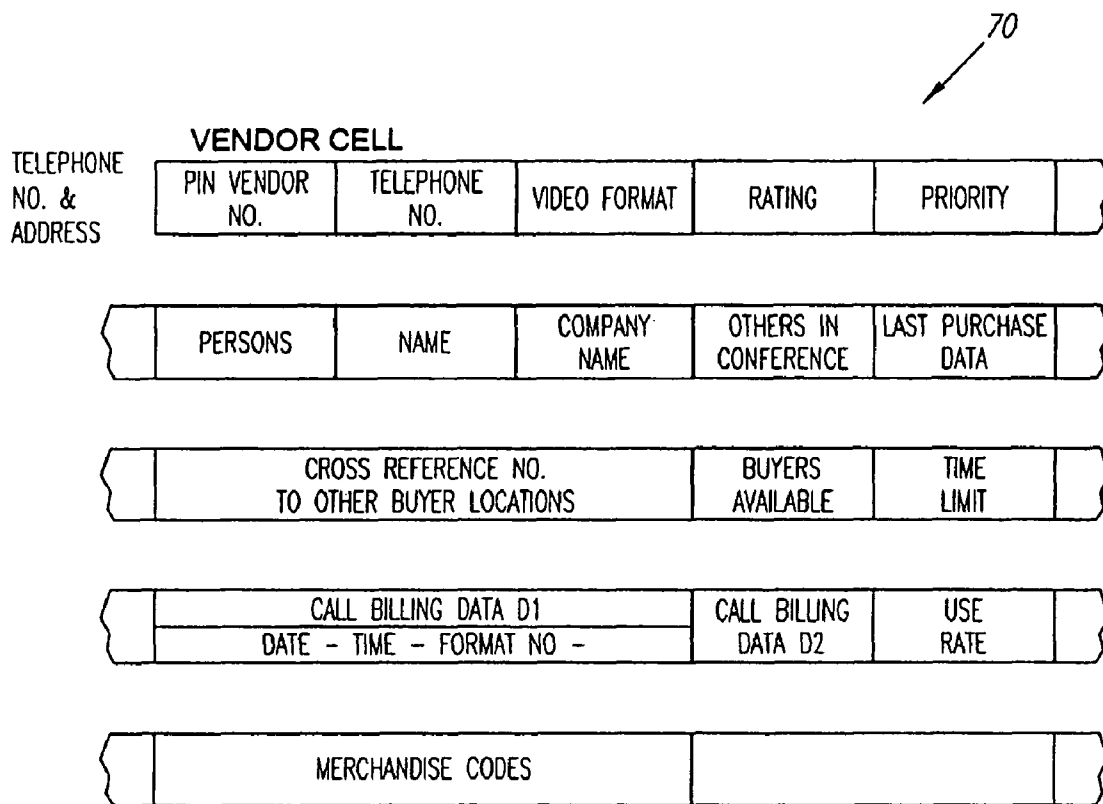 70
VENDOR CELL
TELEPHONE
NO. &
ADDRESS
PIN VENDOR
NO.
TELEPHONE
NO.
VIDEO FORMAT
RATING
PRIORITY
PERSONS
NAME
COMPANY
NAME
OTHERS IN
CONFERENCE
LAST PURCHASE
DATA
CROSS REFERENCE NO.
TO OTHER BUYER LOCATIONS
BUYERS
AVAILABLE
TIME
LIMIT
CALL BILLING DATA D1
DATE - TIME - FORMAT NO -
CALL BILLING
DATA D2
USE
RATE
MERCHANDISE CODES